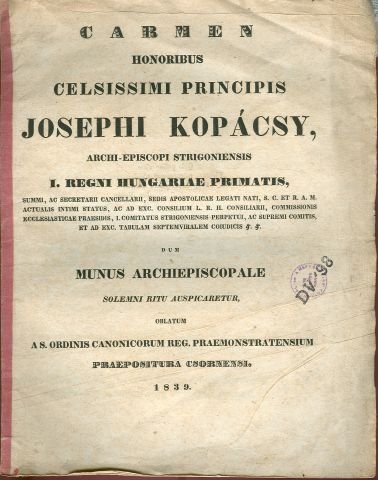 CARMEN
HONORIBUS
CELSISSIMI PRINCIPIS
JOSEPHI KOPÁCSY,
ARCHI-EPISCOPI STRIGONIENSIS
I. REGNI HUNGARIAE PRIMATIS,
SUMMI, AC SECRETARII CANCELLARII, SEDIS APOSTOLICAE LEGATI NATI, S. C. ET R. A. M.
ACTUALIS INTIMI STATUS, AC AD EXC. CONSILIUM L. R. H. CONSILIARII, COMMISSIONIS
ECCLESIASTICAE PRAESIDIS, I. COMITATUS STRIGONIENSIS PERPETUI, AC SUPREMI COMITIS,
ET AD EXC. TABULAM SEPTEMVIRALEM COIUDICIS
DUM
MUNUS ARCHIEPISCOPALE
SOLEMNI RITU AUSPICARETUR,
OBLATUM
A S. ORDINIS CANONICORUM REG. PRAEMONSTRATENSIUM
PRAEPOSITURA CSORNENSI.
1839.